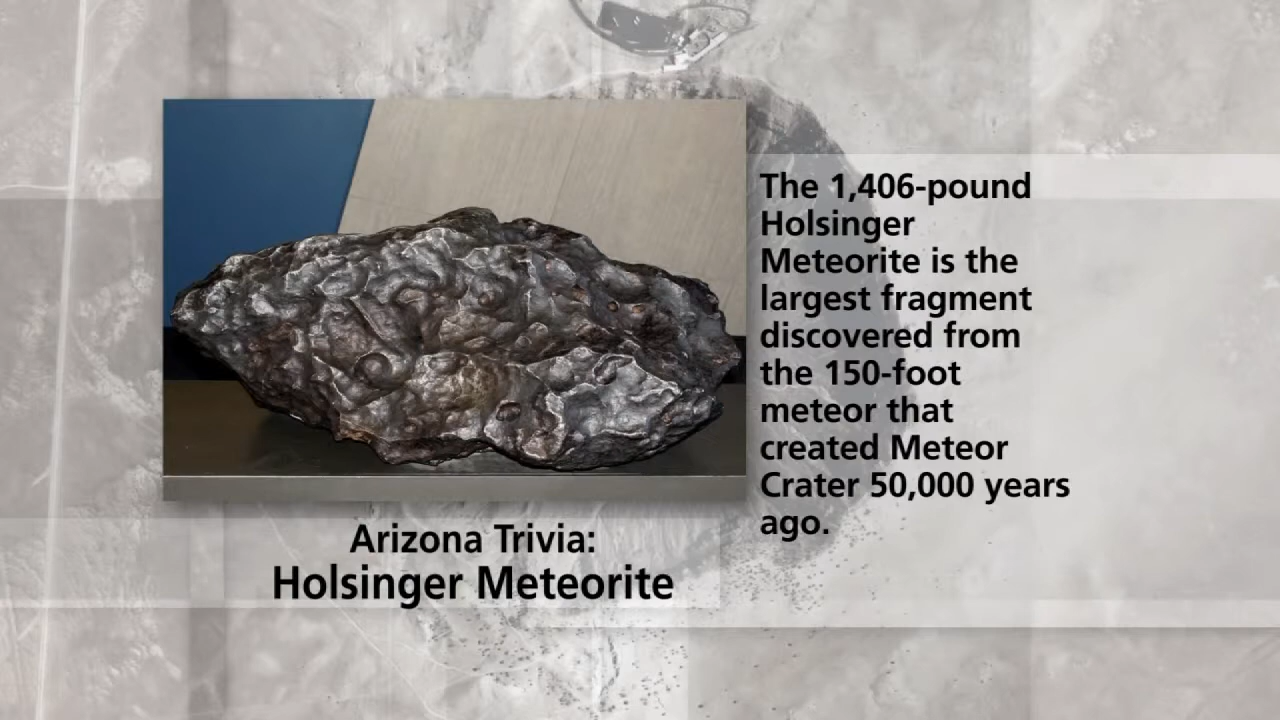 The 1,406-pound
Holsinger
Meteorite is the
largest fragment
discovered from
the 150-foot
meteor that
created Meteor
Crater 50,000 years
ago.
Arizona Trivia:
Holsinger Meteorite